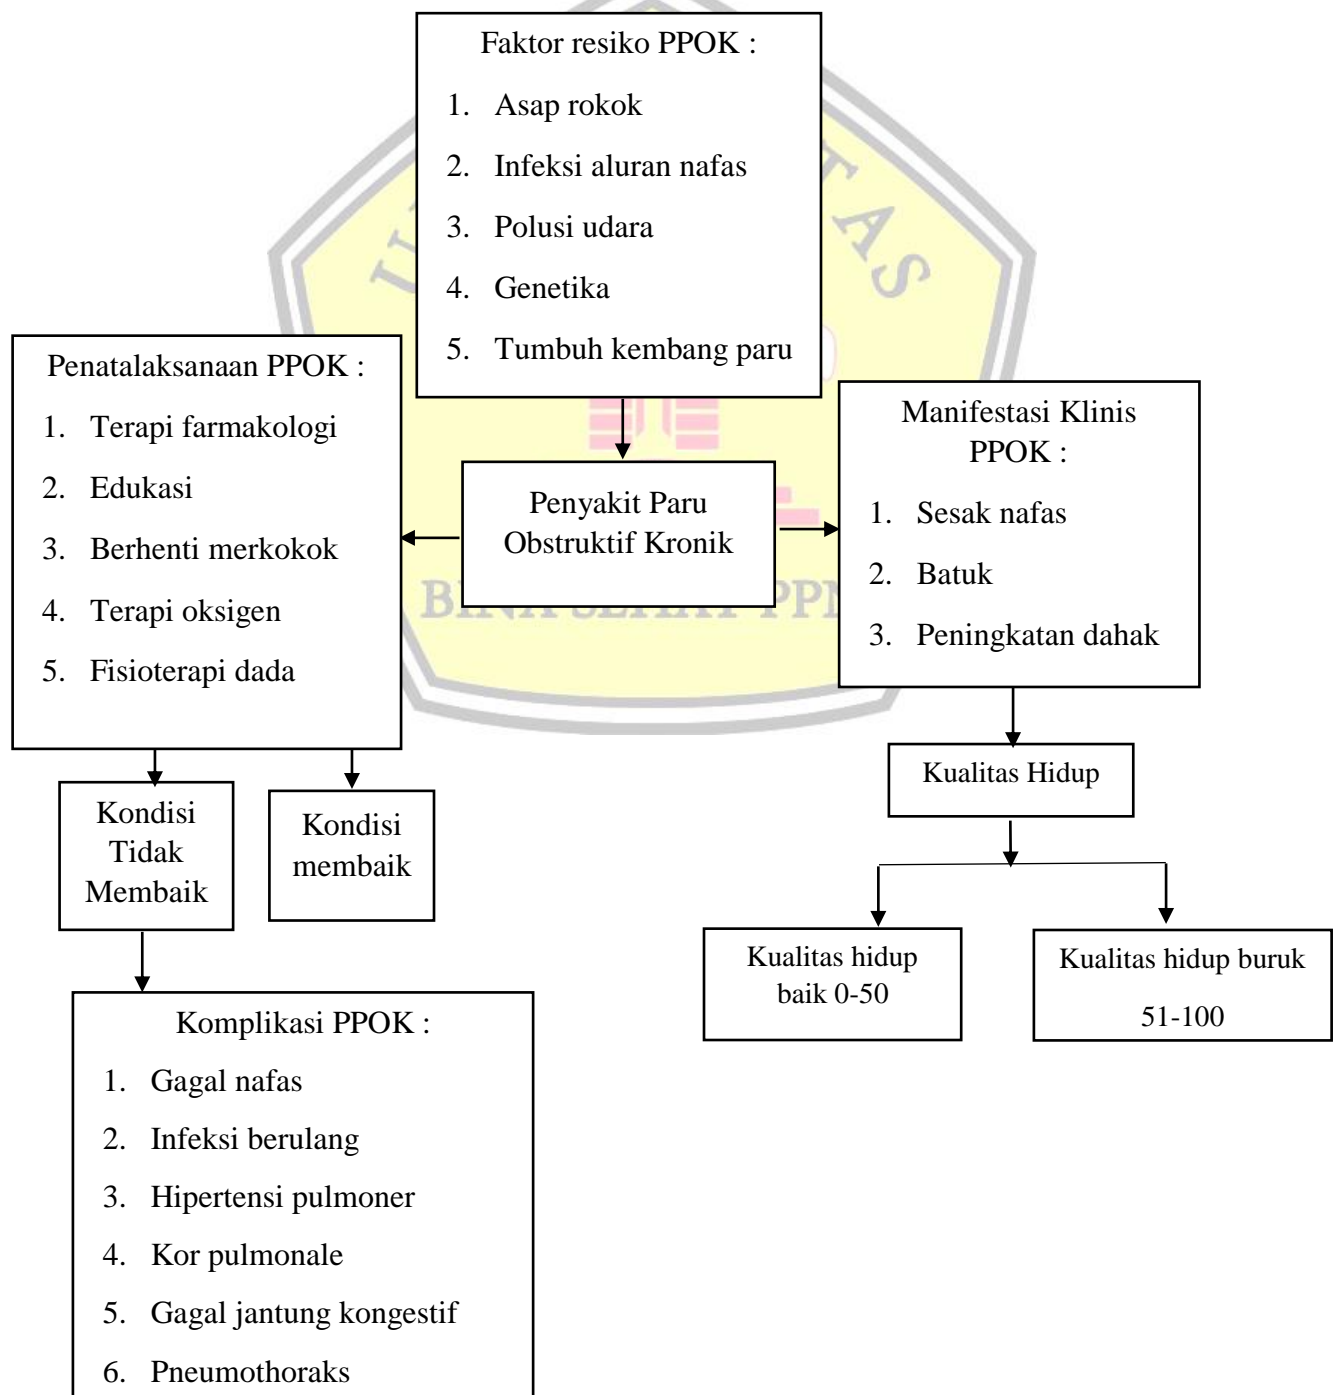 Faktor resiko PPOK :
1. Asap rokok
2. Infeksi aluran nafas
3. Polusi udara
4. Genetika
5. Tumbuh kembang paru
Penatalaksanaan PPOK :
1. Terapi farmakologi
2. Edukasi
3. Berhenti merkokok
4. Terapi oksigen
5. Fisioterapi dada
Penyakit Paru
Obstruktif Kronik
Manifestasi Klinis
PPOK :
1. Sesak nafas
2. Batuk
3. Peningkatan dahak
Kondisi
Tidak
Membaik
Kondisi
membaik
Kualitas Hidup
Kualitas hidup
baik 0-50
Kualitas hidup buruk
51-100
Komplikasi PPOK :
1. Gagal nafas
2. Infeksi berulang
3. Hipertensi pulmoner
4. Kor pulmonale
5. Gagal jantung kongestif
6. Pneumothoraks